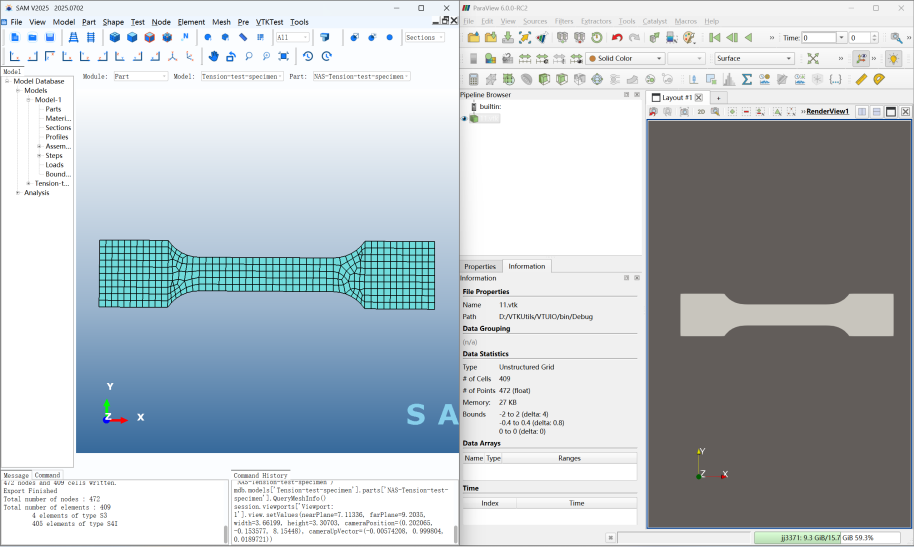 SAM V2025   2025.0702
File View Model Part Shape Test Node Element Mesh Pre VTKTest Tools
All
Sections
Model
Module: Part Model: Tension-test-specimen Part: NAS-Tension-test-specimen
Model Database
Models
Model-1
Parts
Materi...
Sections
Profiles
Assem...
Steps
Loads
Boun...
Tension-t...
Analysis
Y
Z
X
S A
Message Command
472 nodes and 409 cells written.
Export Finished
Total number of nodes : 472
Total number of elements : 409
4 elements of type S3
405 elements of type S4I
Command History
'NAS-Tension-test-specimen')
mdb.models['Tension-test-specimen'].parts['NAS-Tension-test-
specimen'].QueryMeshInfo()
session.viewports['Viewport:
1'].view.setValues(nearPlane=7.11336, farPlane=9.2035,
width=3.66199, height=3.30703, cameraPosition=(0.202065,
-0.153577, 8.15448), cameraUpVector=(-0.00574208, 0.999804,
0.0189721))
ParaView 6.0.0-RC2
File Edit View Sources Filters Extractors Tools Catalyst Macros Help
Time: 0
0
Solid Color
Surface
Pipeline Browser
builtin:
Layout #1
RenderView1
2D
Properties Information
Information
File Properties
Name 11.vtk
Path D:/VTKUtils/VTUIO/bin/Debug
Data Grouping
(n/a)
Data Statistics
Type Unstructured Grid
# of Cells 409
# of Points 472 (float)
Memory: 27 KB
Bounds -2 to 2 (delta: 4)
-0.4 to 0.4 (delta: 0.8)
0 to 0 (delta: 0)
Data Arrays
Name Type Ranges
Time
Index Time
Y
Z
X
jj3371: 9.3 GiB/15.7 GiB 59.3%